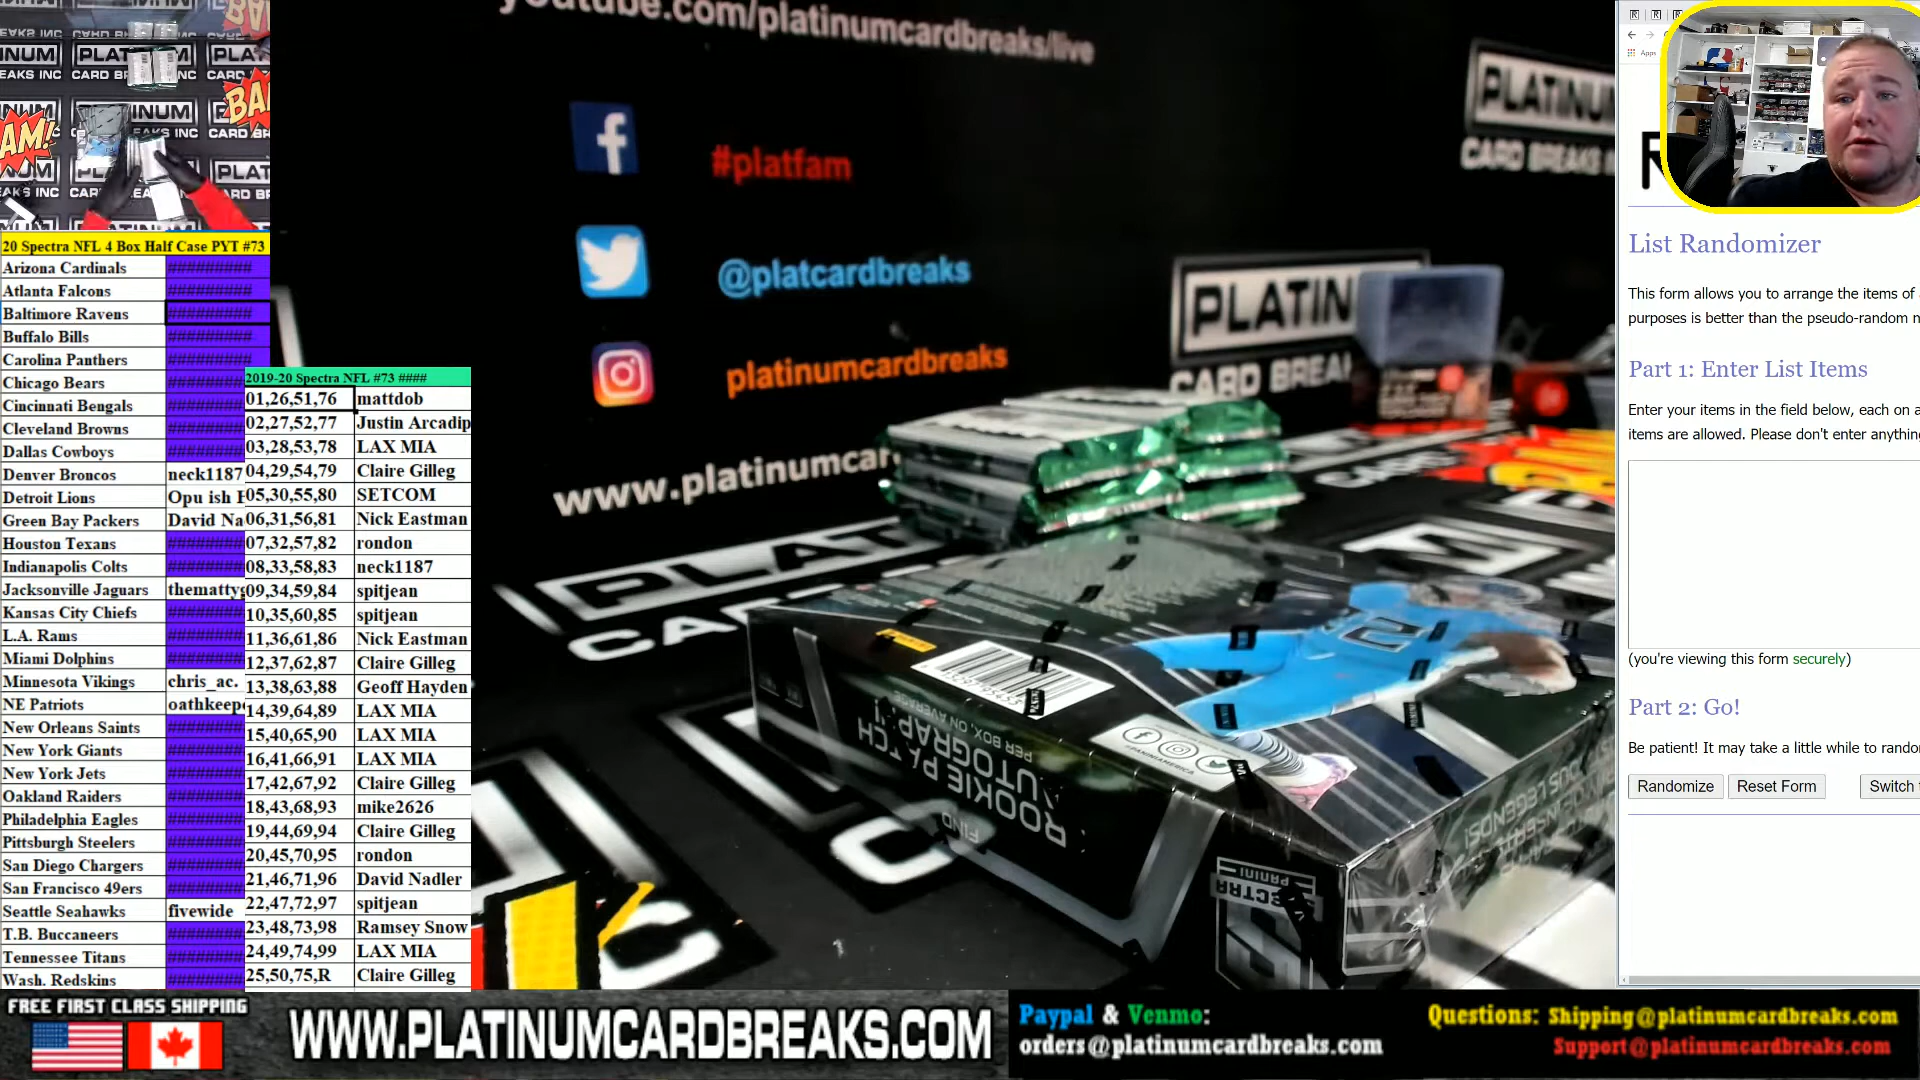 youtube.com/platinumcardbreaks/live
#platfam
@platcardbreaks
platinumcardbreaks
PLATINUM
CARD BREAKS INC
BAM!
20 Spectra NFL 4 Box Half Case PYT #73
Arizona Cardinals ##########
Atlanta Falcons ##########
Baltimore Ravens ##########
Buffalo Bills ##########
Carolina Panthers ##########
Chicago Bears
Cincinnati Bengals
Cleveland Browns
Dallas Cowboys
Denver Broncos neck1187
Detroit Lions Opu ish
Green Bay Packers David Na
Houston Texans
Indianapolis Colts
Jacksonville Jaguars themattyg
Kansas City Chiefs
L.A. Rams
Miami Dolphins
Minnesota Vikings chris_ac.
NE Patriots oathkeep
New Orleans Saints
New York Giants
New York Jets
Oakland Raiders
Philadelphia Eagles
Pittsburgh Steelers
San Diego Chargers
San Francisco 49ers
Seattle Seahawks fivewide
T.B. Buccaneers
Tennessee Titans
Wash. Redskins
2019-20 Spectra NFL #73 ####
01,26,51,76 mattdob
02,27,52,77 Justin Arcadip
03,28,53,78 LAX MIA
04,29,54,79 Claire Gilleg
05,30,55,80 SETCOM
06,31,56,81 Nick Eastman
07,32,57,82 rondon
08,33,58,83 neck1187
09,34,59,84 spitjean
10,35,60,85 spitjean
11,36,61,86 Nick Eastman
12,37,62,87 Claire Gilleg
13,38,63,88 Geoff Hayden
14,39,64,89 LAX MIA
15,40,65,90 LAX MIA
16,41,66,91 LAX MIA
17,42,67,92 Claire Gilleg
18,43,68,93 mike2626
19,44,69,94 Claire Gilleg
20,45,70,95 rondon
21,46,71,96 David Nadler
22,47,72,97 spitjean
23,48,73,98 Ramsey Snow
24,49,74,99 LAX MIA
25,50,75,R Claire Gilleg
www.platinumcar
PLATIN
CARD BREA
FIND
ROOKIE PATCH
AUTOGRAP
PER BOX, ON AVERAGE
#PANINIAMERICA
PANINI
SPECTRA
Apps
List Randomizer
This form allows you to arrange the items of
purposes is better than the pseudo-random n
Part 1: Enter List Items
Enter your items in the field below, each on a
items are allowed. Please don't enter anything
(you're viewing this form securely)
Part 2: Go!
Be patient! It may take a little while to rando
Randomize Reset Form Switch
FREE FIRST CLASS SHIPPING
WWW.PLATINUMCARDBREAKS.COM
Paypal & Venmo:
orders@platinumcardbreaks.com
Questions: Shipping@platinumcardbreaks.com
Support@platinumcardbreaks.com